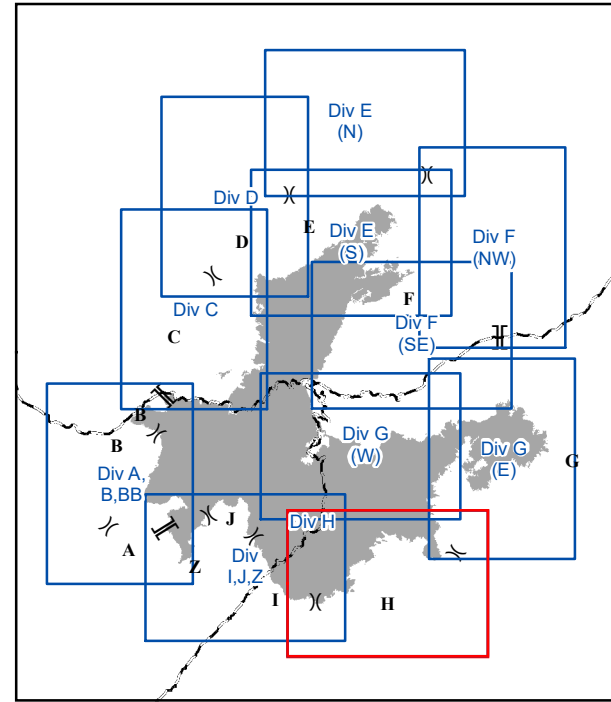 Div E
(N)
Div D
E
D
Div E
(S)
Div F
(NW)
F
Div C
Div F
(SE)
C
B
B
Div G
(W)
Div G
(E)
G
Div A,
B,BB
J
Div H
A
Z
Div
I,J,Z
I
H